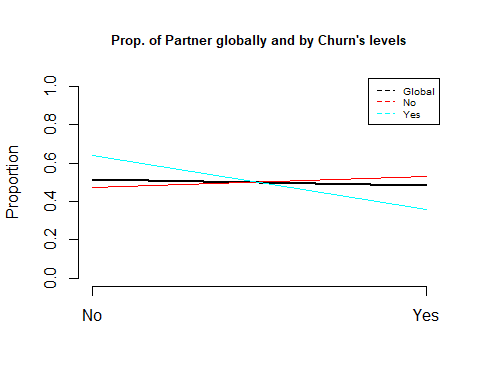 Prop. of Partner globally and by Churn's levels
Global
No
Yes
Proportion
1.0
0.8
0.6
0.4
0.2
0.0
No
Yes